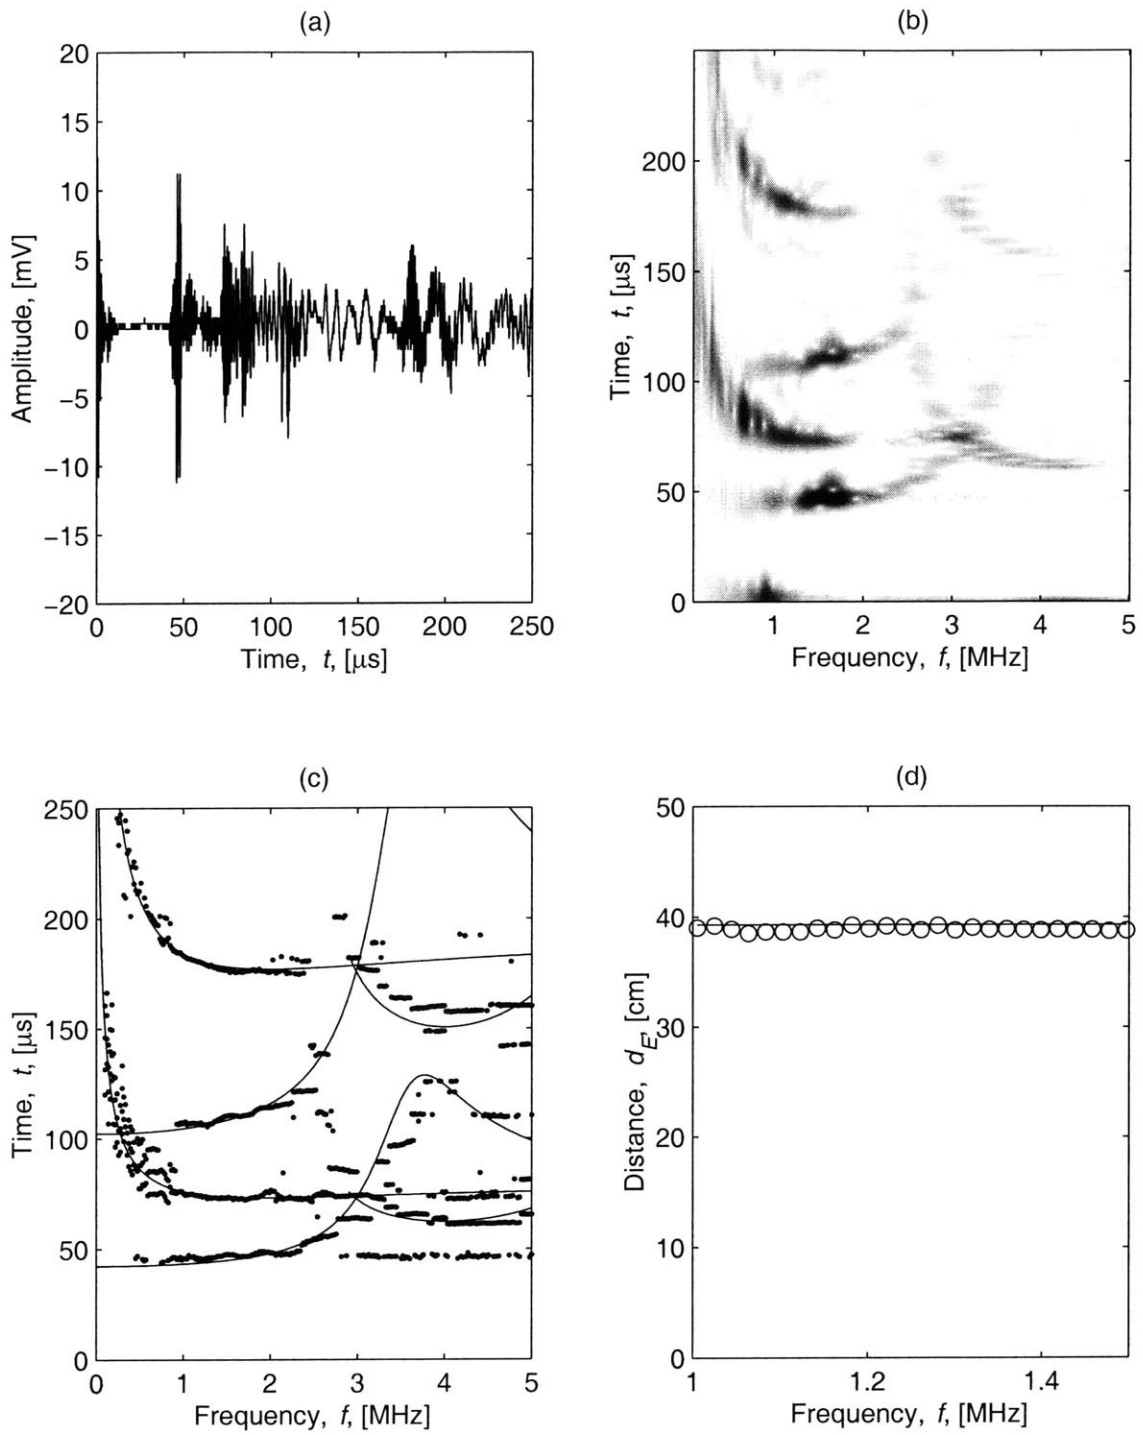 (a)
20
15
10
5
0
−5
−10
−15
−20
Amplitude, [mV]
0 50 100 150 200 250
Time, t, [μs]
(b)
200
150
100
50
0
Time, t, [μs]
1 2 3 4 5
Frequency, f, [MHz]
(c)
250
200
150
100
50
0
Time, t, [μs]
0 1 2 3 4 5
Frequency, f, [MHz]
(d)
50
40
30
20
10
0
Distance, d_E, [cm]
1 1.2 1.4
Frequency, f, [MHz]